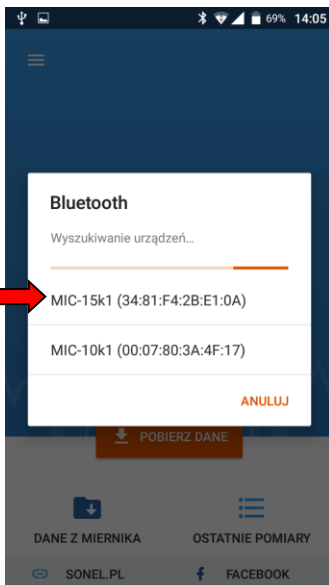 69% 14:05
Bluetooth
Wyszukiwanie urządzeń...
MIC-15k1 (34:81:F4:2B:E1:0A)
MIC-10k1 (00:07:80:3A:4F:17)
ANULUJ
POBIERZ DANE
DANE Z MIERNIKA
OSTATNIE POMIARY
SONEL.PL
FACEBOOK